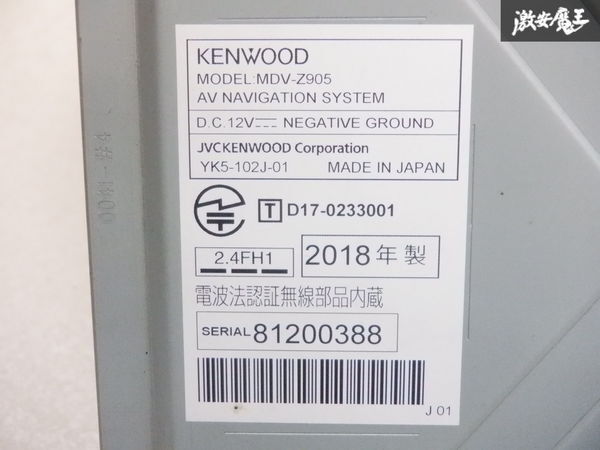 激安魔王
KENWOOD
MODEL:MDV-Z905
AV NAVIGATION SYSTEM
D.C.12V⎓ NEGATIVE GROUND
JVCKENWOOD Corporation
YK5-102J-01 MADE IN JAPAN
T D17-0233001
2.4FH1
2018年製
電波法認証無線部品内蔵
SERIAL 81200388
J 01